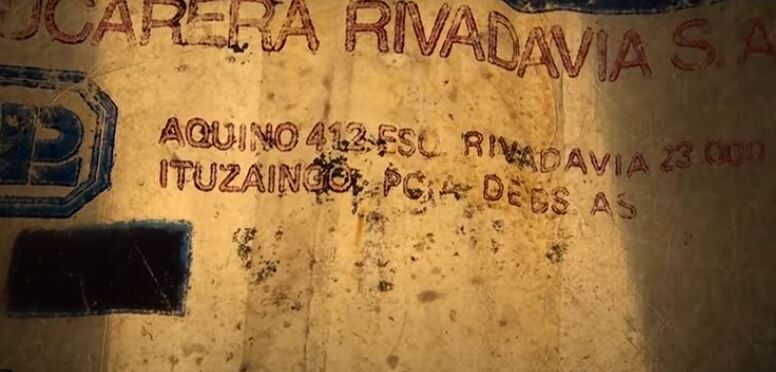 UCARERA RIVADAVIA S.A
AQUINO 412 ESQ. RIVADAVIA 23.000
ITUZAINGO PCIA DE BS AS